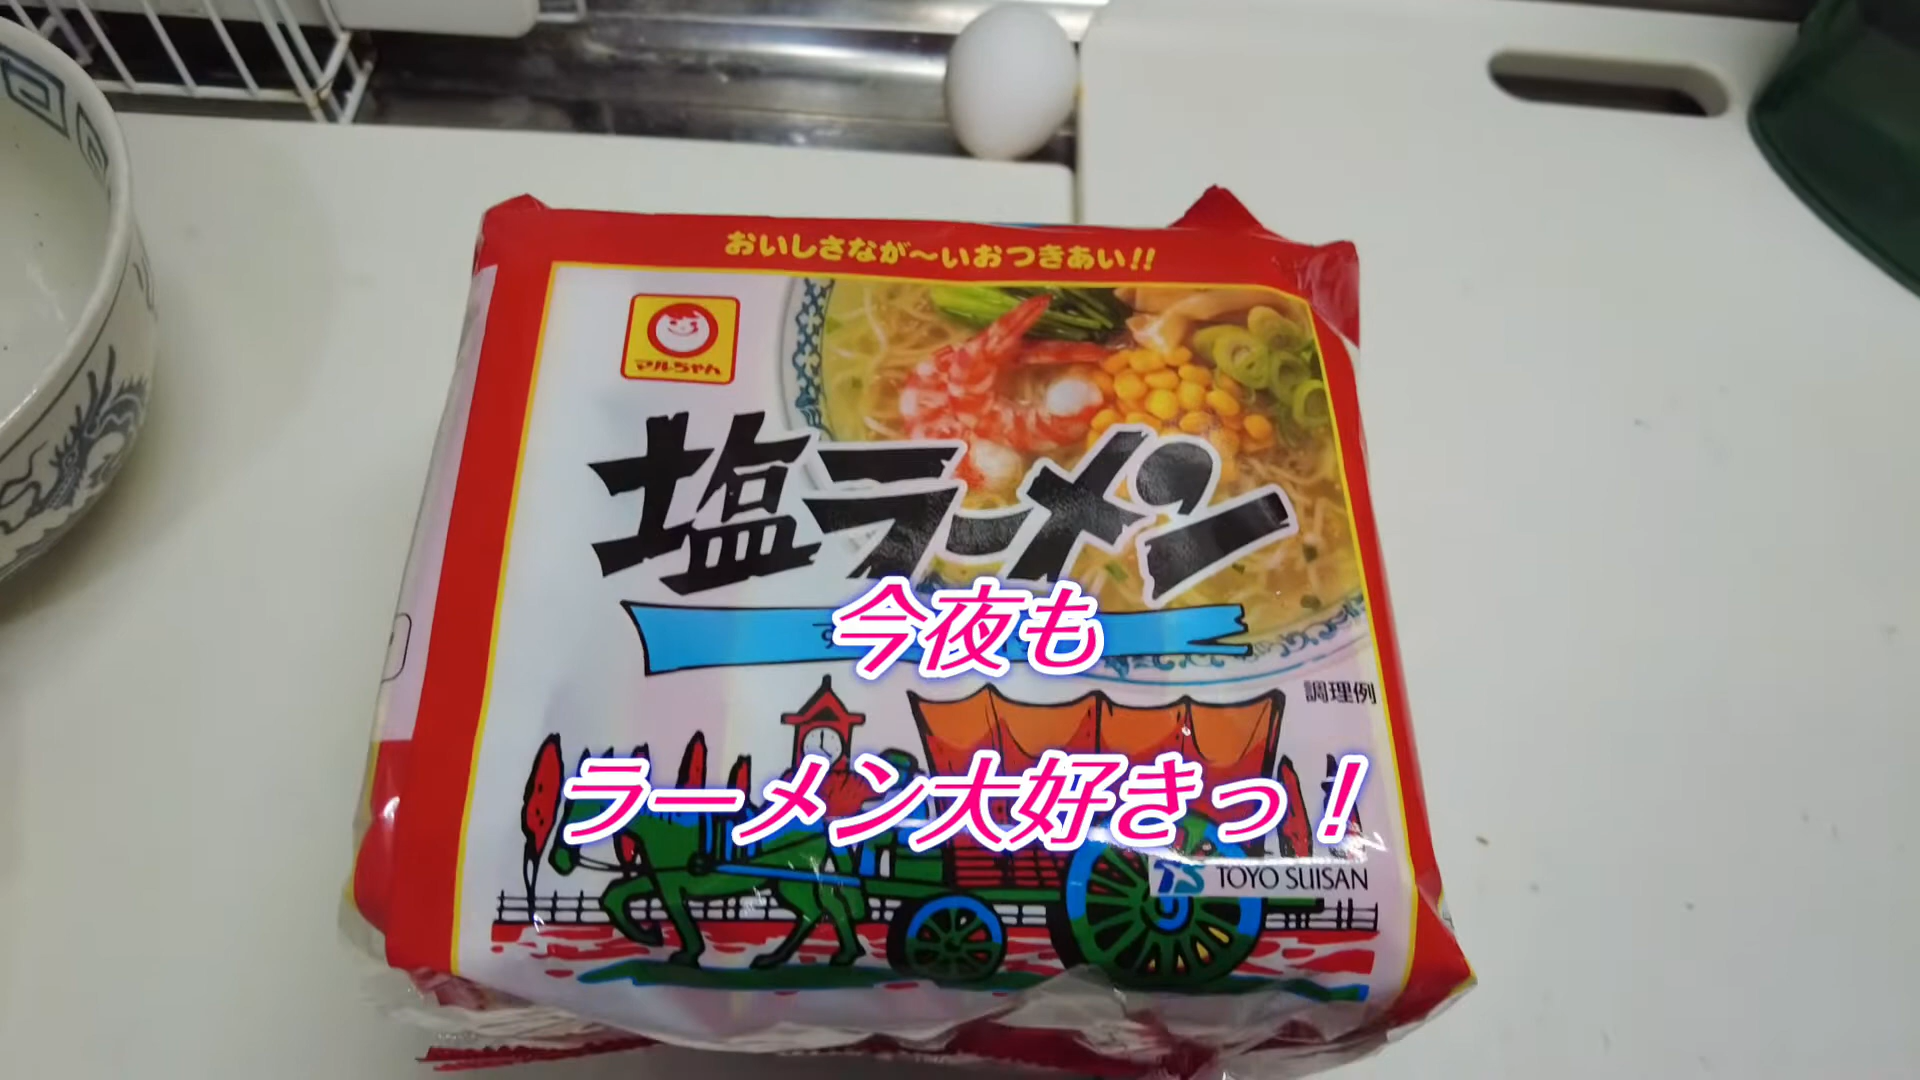 おいしさなが～いおつきあい!!
マルちゃん
塩ラーメン
今夜も
調理例
ラーメン大好きっ！
TS TOYO SUISAN